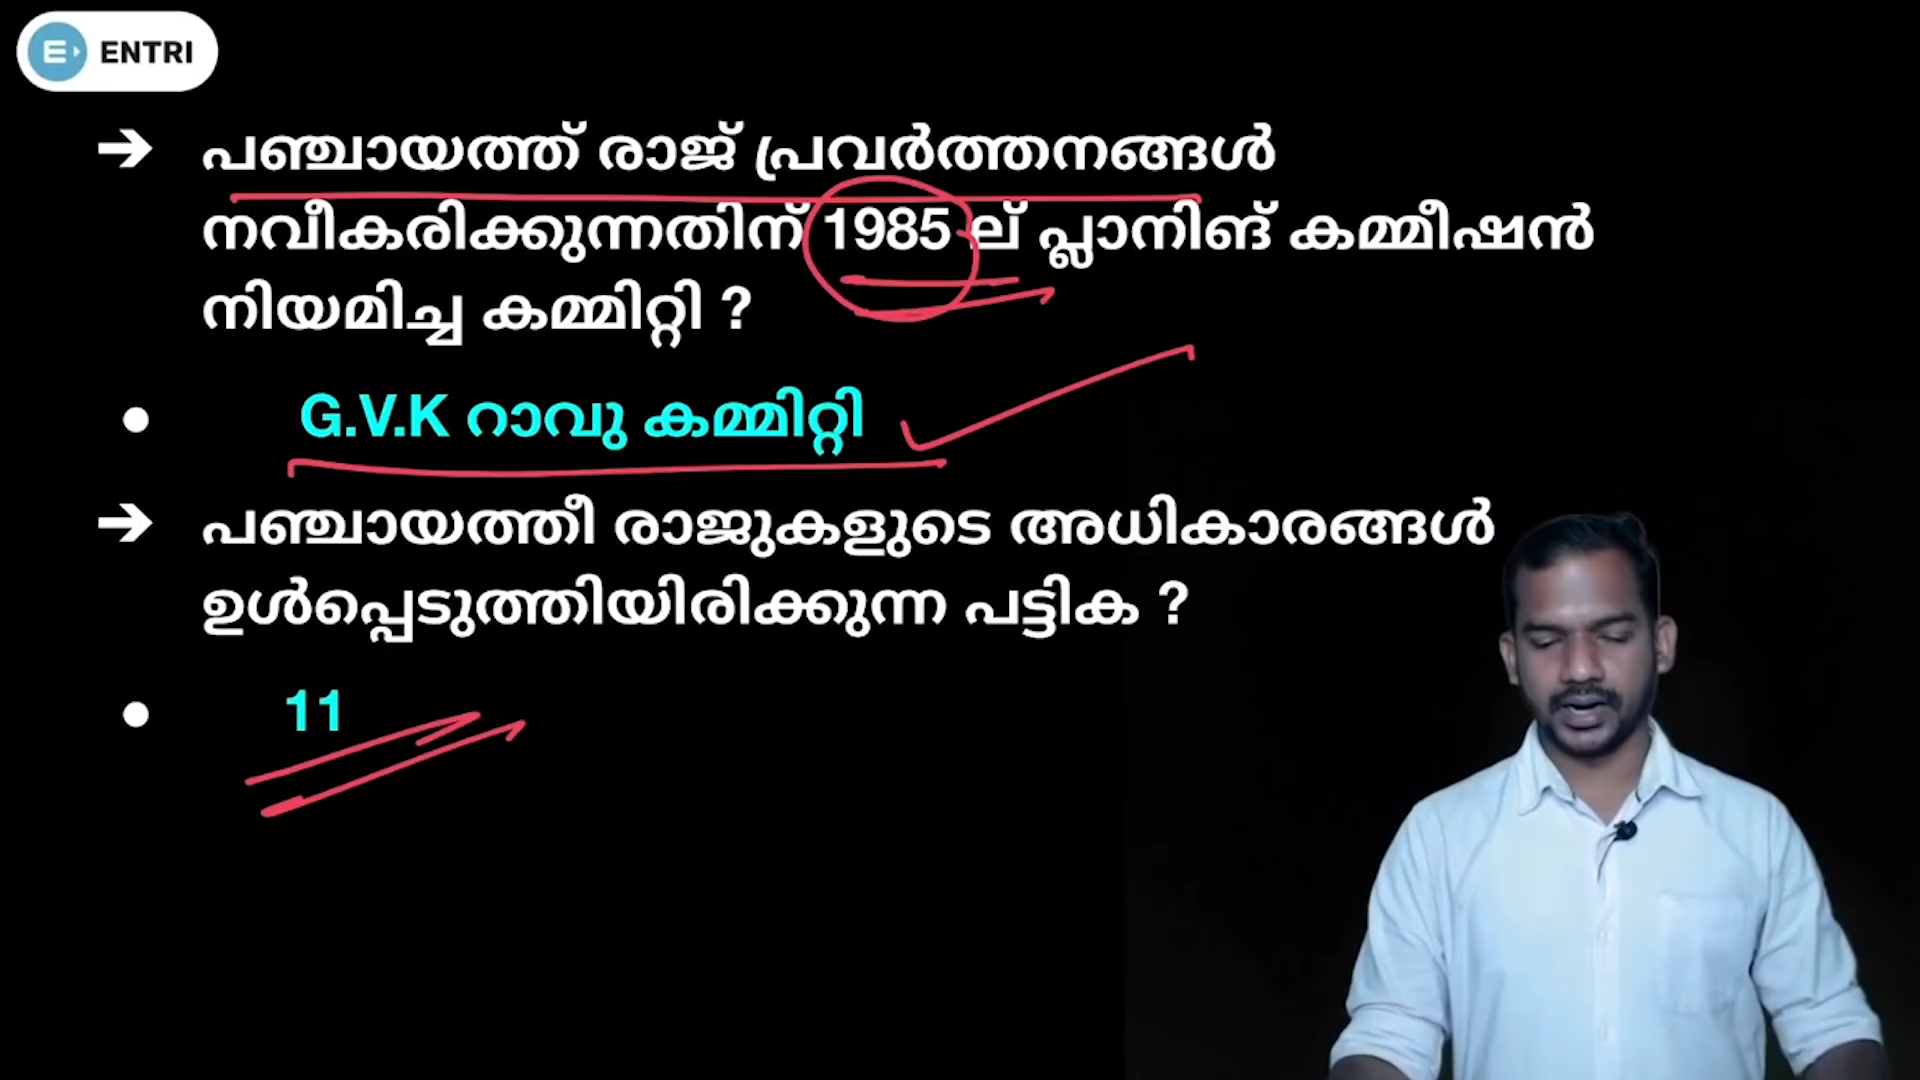 ENTRI
പഞ്ചായത്ത് രാജ് പ്രവർത്തനങ്ങൾ
നവീകരിക്കുന്നതിന് 1985 ല് പ്ലാനിങ് കമ്മീഷൻ
നിയമിച്ച കമ്മിറ്റി ?
G.V.K റാവു കമ്മിറ്റി
പഞ്ചായത്തീ രാജുകളുടെ അധികാരങ്ങൾ
ഉൾപ്പെടുത്തിയിരിക്കുന്ന പട്ടിക ?
11